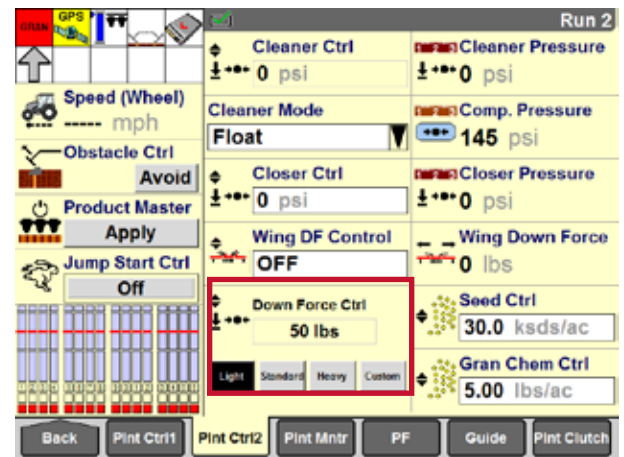 GRAN GPS
Run 2
Speed (Wheel)
----- mph
Obstacle Ctrl
Avoid
Product Master
Apply
Jump Start Ctrl
Off
Cleaner Ctrl
0 psi
Cleaner Mode
Float
Closer Ctrl
0 psi
Wing DF Control
OFF
Down Force Ctrl
50 lbs
Light Standard Heavy Custom
Cleaner Pressure
0 psi
Comp. Pressure
145 psi
Closer Pressure
0 psi
Wing Down Force
0 lbs
Seed Ctrl
30.0 ksds/ac
Gran Chem Ctrl
5.00 lbs/ac
Back Plnt Ctrl1 Plnt Ctrl2 Plnt Mntr PF Guide Plnt Clutch